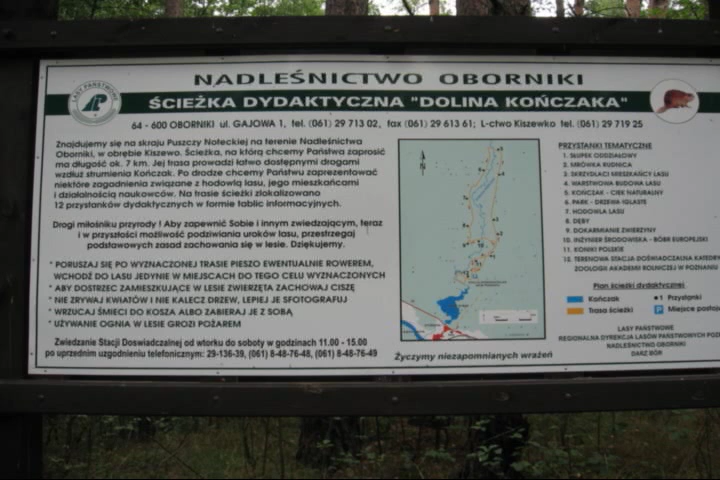 LASY PAŃSTWOWE
NADLEŚNICTWO OBORNIKI
ŚCIEŻKA DYDAKTYCZNA "DOLINA KOŃCZAKA"
64 - 600 OBORNIKI ul. GAJOWA 1, tel. (061) 29 713 02, fax (061) 29 613 61; L-ctwo Kiszewko tel. (061) 29 719 25
Znajdujemy się na skraju Puszczy Noteckiej na terenie Nadleśnictwa
Oborniki, w obrębie Kiszewo. Ścieżka, na którą chcemy Państwa zaprosić
ma długość ok. 7 km. Jej trasa prowadzi łatwo dostępnymi drogami
wzdłuż strumienia Kończak. Po drodze chcemy Państwu zaprezentować
niektóre zagadnienia związane z hodowlą lasu, jego mieszkańcami
i działalnością naukowców. Na trasie ścieżki zlokalizowano
12 przystanków dydaktycznych w formie tablic informacyjnych.
Drogi miłośniku przyrody ! Aby zapewnić Sobie i innym zwiedzającym, teraz
i w przyszłości możliwość podziwiania uroków lasu, przestrzegaj
podstawowych zasad zachowania się w lesie. Dziękujemy.
* PORUSZAJ SIĘ PO WYZNACZONEJ TRASIE PIESZO EWENTUALNIE ROWEREM,
WCHODŹ DO LASU JEDYNIE W MIEJSCACH DO TEGO CELU WYZNACZONYCH
* ABY DOSTRZEC ZAMIESZKUJĄCE W LESIE ZWIERZĘTA ZACHOWAJ CISZĘ
* NIE ZRYWAJ KWIATÓW I NIE KALECZ DRZEW, LEPIEJ JE SFOTOGRAFUJ
* WRZUCAJ ŚMIECI DO KOSZA ALBO ZABIERAJ JE Z SOBĄ
* UŻYWANIE OGNIA W LESIE GROZI POŻAREM
Zwiedzanie Stacji Doświadczalnej od wtorku do soboty w godzinach 11.00 - 15.00
po uprzednim uzgodnieniu telefonicznym: 29-136-39, (061) 8-48-76-48, (061) 8-48-76-49
Życzymy niezapomnianych wrażeń
PRZYSTANKI TEMATYCZNE
1. SŁUPEK ODDZIAŁOWY
2. MRÓWKA RUDNICA
3. SKRZYDLACI MIESZKAŃCY LASU
4. WARSTWOWA BUDOWA LASU
5. KOŃCZAK - CIEK NATURALNY
6. PARK - DRZEWA IGLASTE
7. HODOWLA LASU
8. DĘBY
9. DOKARMIANIE ZWIERZYNY
10. INŻYNIER ŚRODOWISKA - BÓBR EUROPEJSKI
11. KONIKI POLSKIE
12. TERENOWA STACJA DOŚWIADCZALNA KATEDRY
ZOOLOGII AKADEMII ROLNICZEJ W POZNANIU
Plan ścieżki dydaktycznej:
Kończak
1 Przystanki
Trasa ścieżki
P Miejsce postoju
LASY PAŃSTWOWE
REGIONALNA DYREKCJA LASÓW PAŃSTWOWYCH POZ
NADLEŚNICTWO OBORNIKI
DARZ BÓR